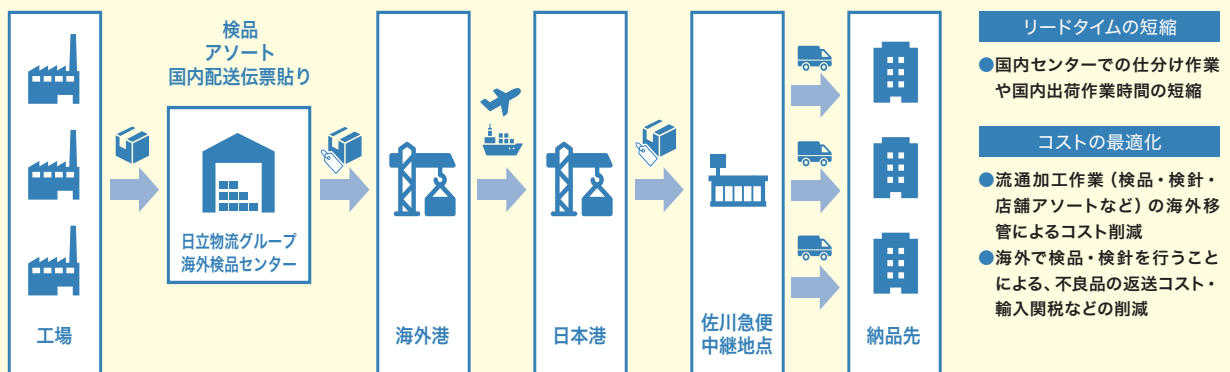 検品
アソート
国内配送伝票貼り
日立物流グループ
海外検品センター
工場
海外港
日本港
佐川急便
中継地点
納品先
リードタイムの短縮
●国内センターでの仕分け作業
や国内出荷作業時間の短縮
コストの最適化
●流通加工作業（検品・検針・
店舗アソートなど）の海外移
管によるコスト削減
●海外で検品・検針を行うこと
による、不良品の返送コスト・
輸入関税などの削減